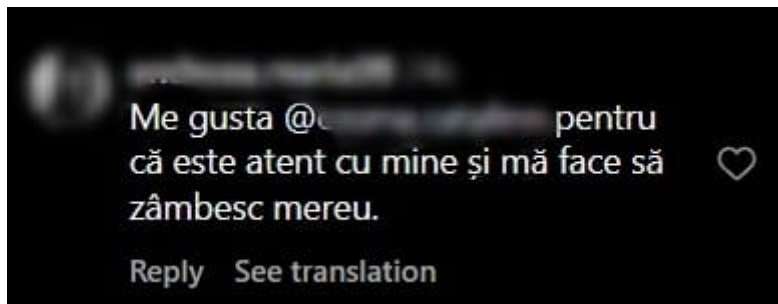 Me gusta @ pentru
că este atent cu mine și mă face să
zâmbesc mereu.
Reply See translation